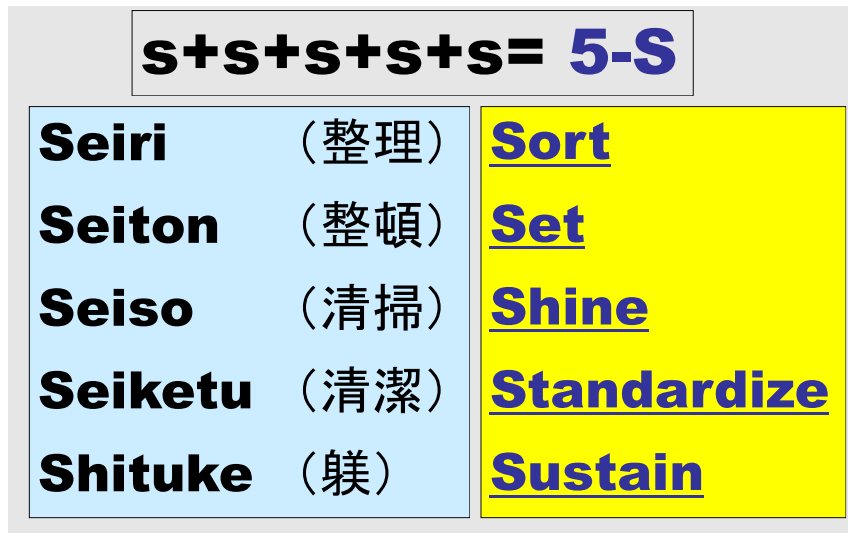 s+s+s+s+s= 5-S
Seiri （整理） Sort
Seiton （整頓） Set
Seiso （清掃） Shine
Seiketu （清潔） Standardize
Shituke （躾） Sustain